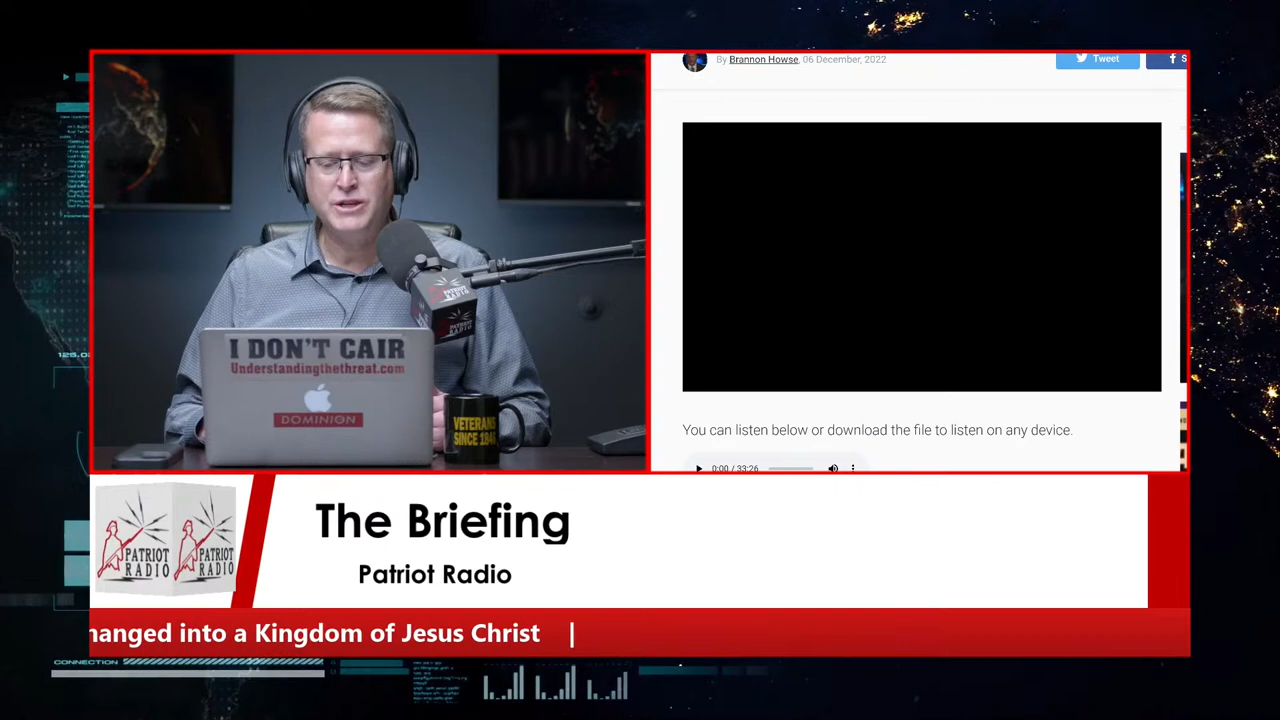 By Brannon Howse, 06 December, 2022
Tweet
I DON'T CAIR
Understandingthethreat.com
DOMINION
PATRIOT
RADIO
VETERANS
SINCE
You can listen below or download the file to listen on any device.
0:00 / 33:26
The Briefing
Patriot Radio
PATRIOT
RADIO
PATRIOT
RADIO
hanged into a Kingdom of Jesus Christ |
CONNECTION